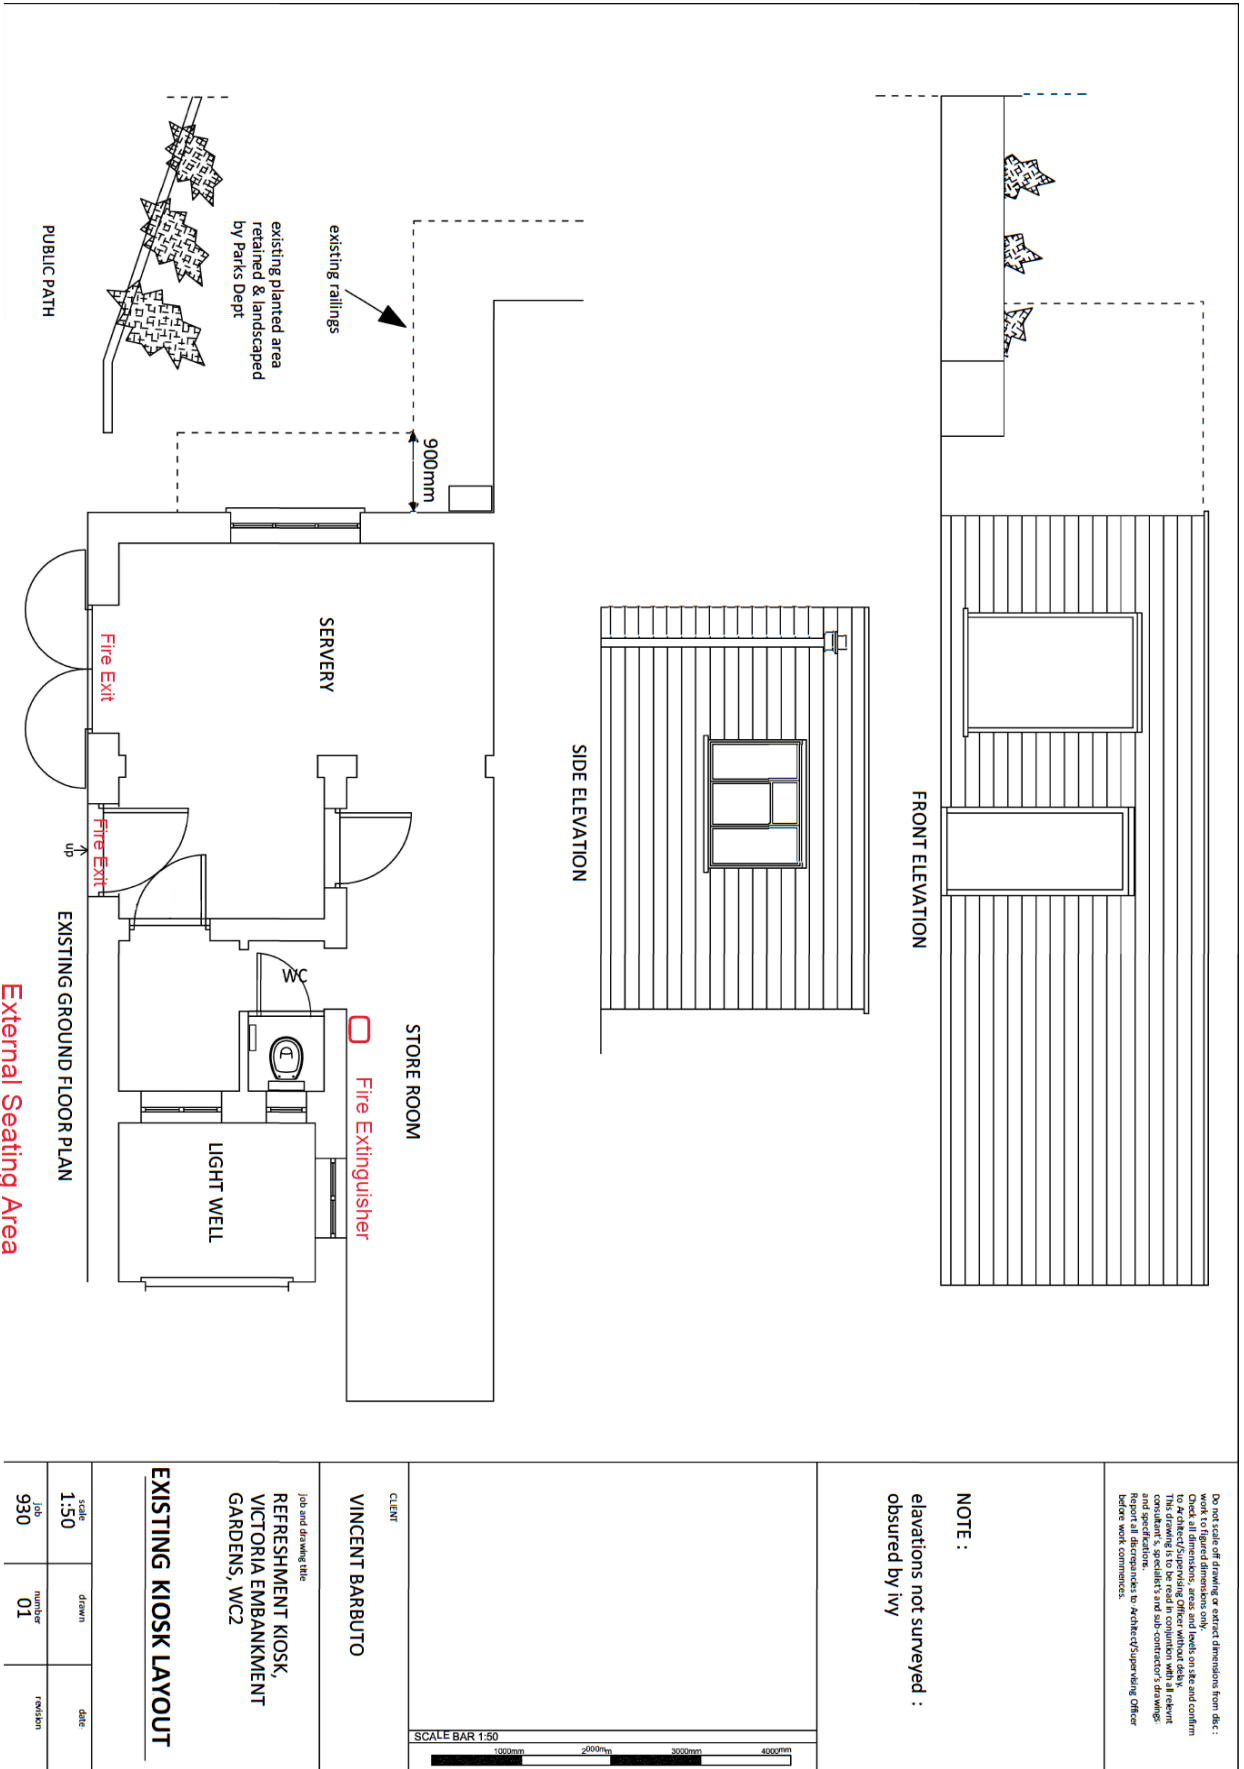 FRONT ELEVATION
SIDE ELEVATION
existing railings
existing planted area
retained & landscaped
by Parks Dept
PUBLIC PATH
900mm
SERVERY
Fire Exit
Fire Exit
up
WC
STORE ROOM
Fire Extinguisher
LIGHT WELL
EXISTING GROUND FLOOR PLAN
External Seating Area
Do not scale off drawing or extract dimensions from disc :
work to figured dimensions only.
Check all dimensions, areas and levels on site and confirm
to Architect/Supervising Officer without delay.
This drawing is to be read in conjuntion with all relevnt
consultant's, specialist's and sub-contractor's drawings
and specifications.
Report all discrepancies to Architect/Supervising Officer
before work commences.
NOTE :
elavations not surveyed :
obsured by ivy
SCALE BAR 1:50
1000mm
2000mm
3000mm
4000mm
CLIENT
VINCENT BARBUTO
job and drawing title
REFRESHMENT KIOSK,
VICTORIA EMBANKMENT
GARDENS, WC2
EXISTING KIOSK LAYOUT
scale
1:50
drawn
date
job
930
number
01
revision